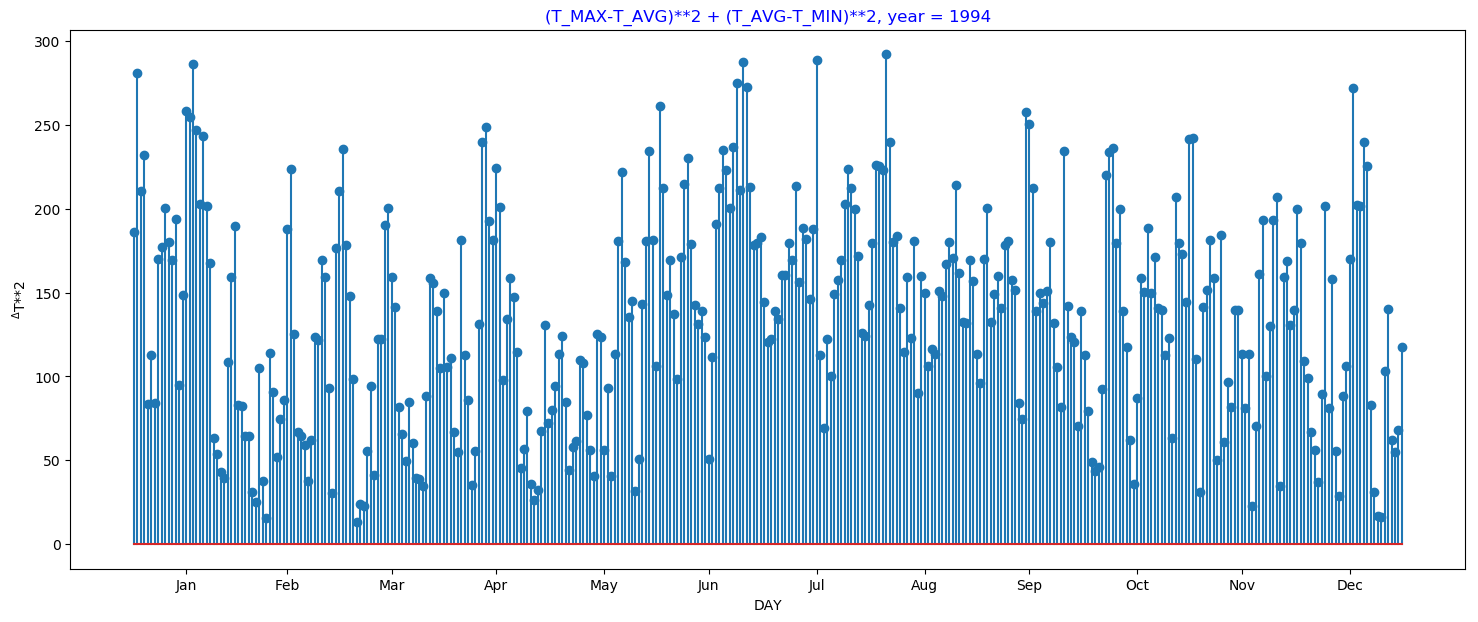 (T_MAX-T_AVG)**2 + (T_AVG-T_MIN)**2, year = 1994
300
250
200
150
100
50
0
ΔT**2
Jan Feb Mar Apr May Jun Jul Aug Sep Oct Nov Dec
DAY